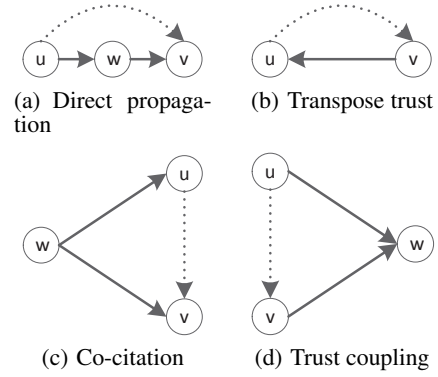 u w v
u v
(a) Direct propaga-
tion
(b) Transpose trust
u
w
v
u
w
v
(c) Co-citation
(d) Trust coupling